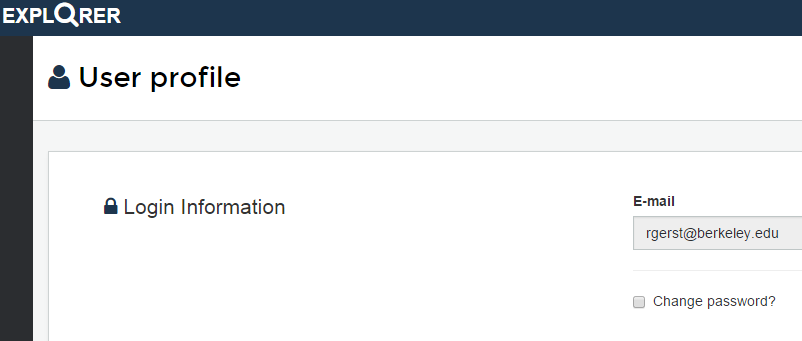 EXPLORER
User profile
Login Information
E-mail
rgerst@berkeley.edu
Change password?